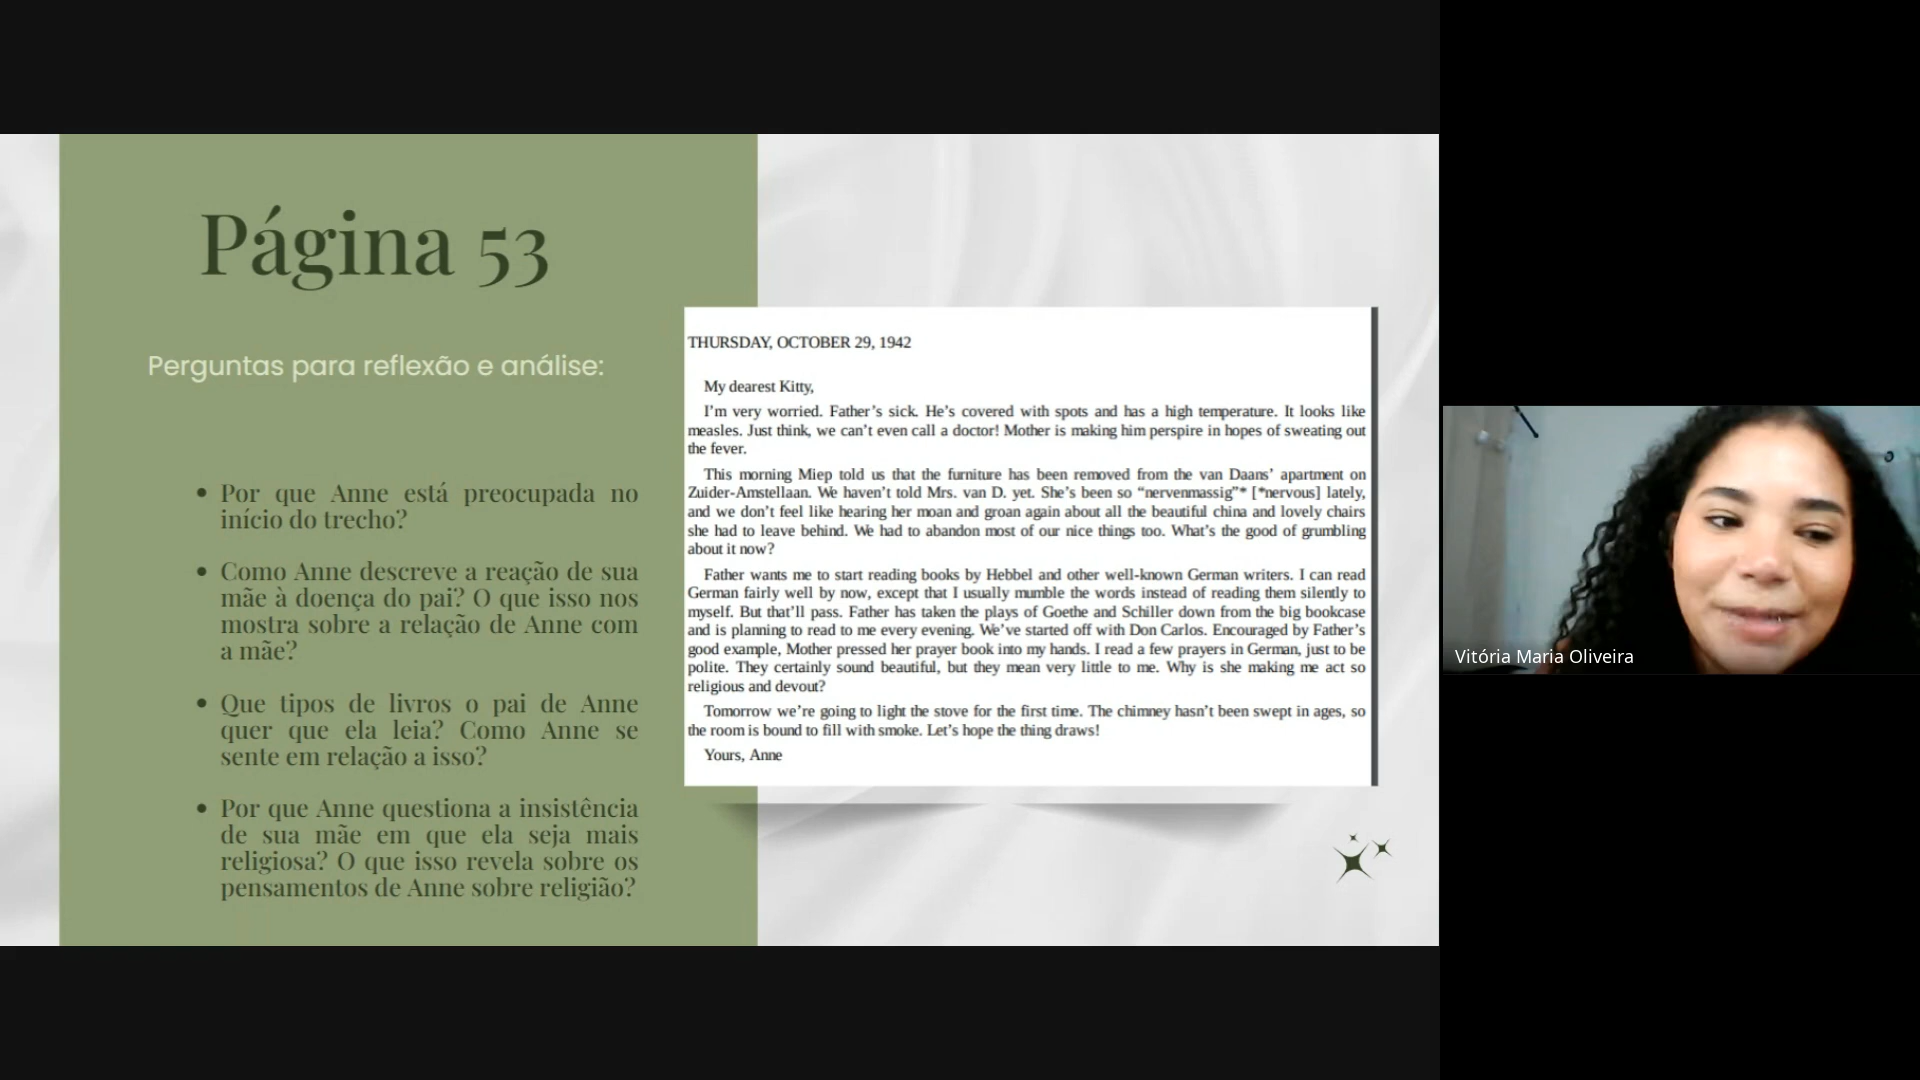 Página 53
Perguntas para reflexão e análise:
• Por que Anne está preocupada no
início do trecho?
• Como Anne descreve a reação de sua
mãe à doença do pai? O que isso nos
mostra sobre a relação de Anne com
a mãe?
• Que tipos de livros o pai de Anne
quer que ela leia? Como Anne se
sente em relação a isso?
• Por que Anne questiona a insistência
de sua mãe em que ela seja mais
religiosa? O que isso revela sobre os
pensamentos de Anne sobre religião?
THURSDAY, OCTOBER 29, 1942
My dearest Kitty,
I’m very worried. Father’s sick. He’s covered with spots and has a high temperature. It looks like
measles. Just think, we can’t even call a doctor! Mother is making him perspire in hopes of sweating out
the fever.
This morning Miep told us that the furniture has been removed from the van Daans’ apartment on
Zuider-Amstellaan. We haven’t told Mrs. van D. yet. She’s been so “nervenmassig”* [*nervous] lately,
and we don’t feel like hearing her moan and groan again about all the beautiful china and lovely chairs
she had to leave behind. We had to abandon most of our nice things too. What’s the good of grumbling
about it now?
Father wants me to start reading books by Hebbel and other well-known German writers. I can read
German fairly well by now, except that I usually mumble the words instead of reading them silently to
myself. But that’ll pass. Father has taken the plays of Goethe and Schiller down from the big bookcase
and is planning to read to me every evening. We’ve started off with Don Carlos. Encouraged by Father’s
good example, Mother pressed her prayer book into my hands. I read a few prayers in German, just to be
polite. They certainly sound beautiful, but they mean very little to me. Why is she making me act so
religious and devout?
Tomorrow we’re going to light the stove for the first time. The chimney hasn’t been swept in ages, so
the room is bound to fill with smoke. Let’s hope the thing draws!
Yours, Anne
Vitória Maria Oliveira